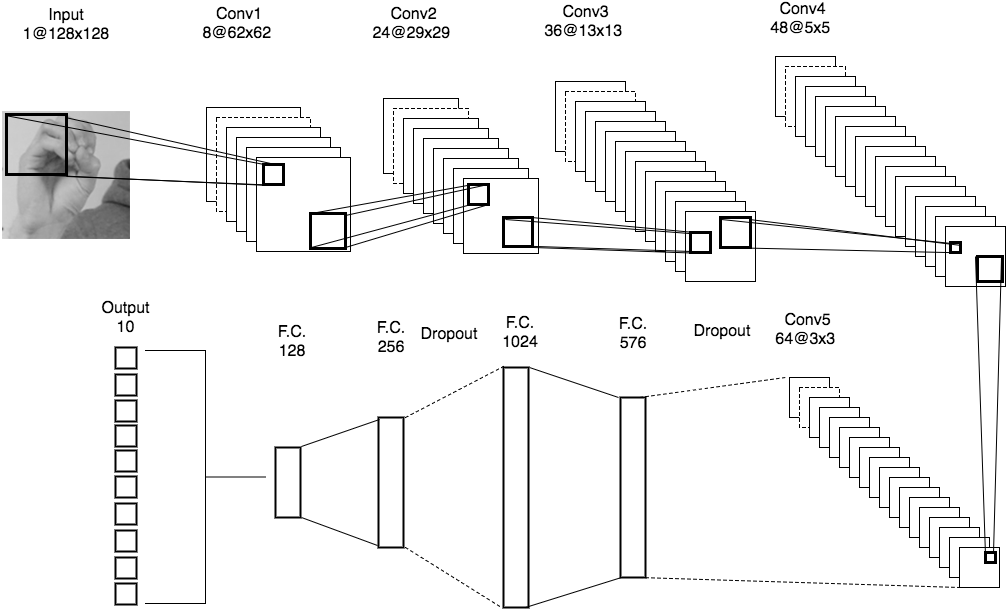 Input
1@128x128
Conv1
8@62x62
Conv2
24@29x29
Conv3
36@13x13
Conv4
48@5x5
Output
10
F.C.
128
F.C.
256
Dropout
F.C.
1024
F.C.
576
Dropout
Conv5
64@3x3